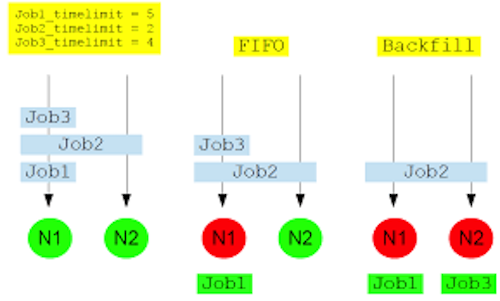 Job1_timelimit = 5
Job2_timelimit = 2
Job3_timelimit = 4
FIFO
Backfill
Job3
Job2
Job1
Job3
Job2
Job2
N1
N2
N1
N2
N1
N2
Job1
Job1
Job3